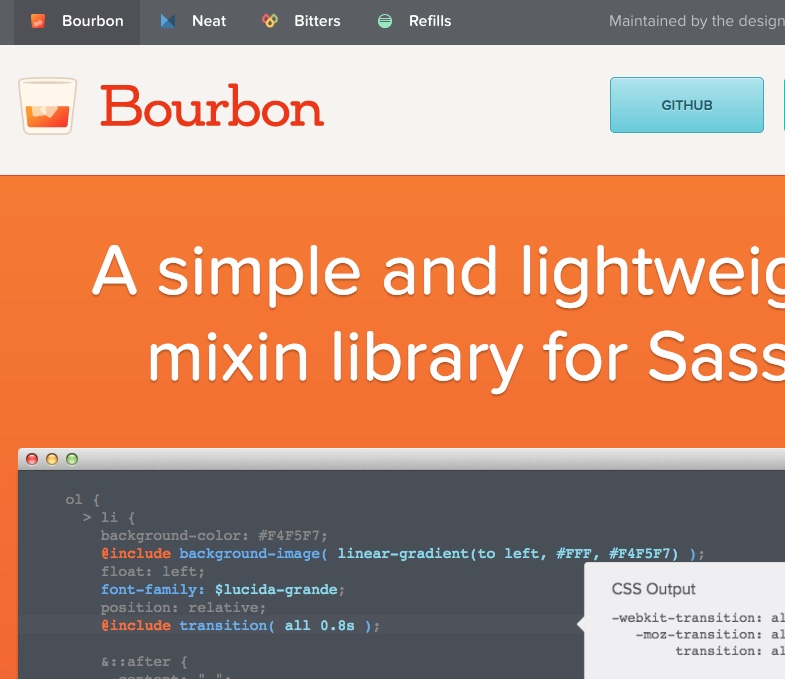 Bourbon Neat Bitters Refills Maintained by the design
Bourbon GITHUB
A simple and lightweig
mixin library for Sass
ol {
> li {
background-color: #F4F5F7;
@include background-image( linear-gradient(to left, #FFF, #F4F5F7) );
float: left;
font-family: $lucida-grande;
position: relative;
@include transition( all 0.8s );
&::after {
content: " ";
CSS Output
-webkit-transition: al
-moz-transition: al
transition: al